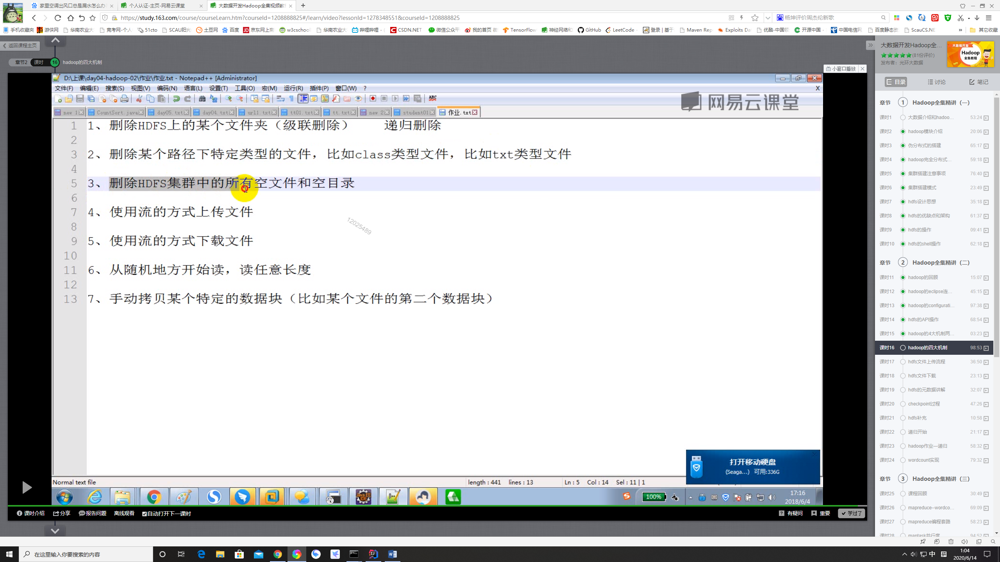 家里空调出风口总是漏水怎么办?
个人认证-主页-网易云课堂
大数据开发Hadoop全集视频教
https://study.163.com/course/courseLearn.htm?courseId=1208888825#/learn/video?lessonId=1278348551&courseId=1208888825
杨坤评价周杰伦新歌
手机收藏夹 游侠网 华南农业大 竞考网-个人 51cto SCAU阳光 土豆网 百度 京东网上商 w3cschool 华南农业大 哔哩哔哩 - ( CSDN.NET 微信公众平 我的首页 微 TensorFlow 神经网络和 GitHub LeetCode - 登录 | 基于 Maven Rep Exploits Da 优酷-中国领 开源中国 - 中国电信网 百度静态资 ScauCS.NE » 其它收藏
返回课程主页
章节2 课时 16 hadoop的四大机制
小窗口播放
D:\上课\day04-hadoop-02\作业\作业.txt - Notepad++ [Administrator]
文件(F) 编辑(E) 搜索(S) 视图(V) 编码(N) 语言(L) 设置(T) 工具(O) 宏(M) 运行(R) 插件(P) 窗口(W) ? X
网易云课堂
new 1 CountSort.java day05.txt day04.txt url1.txt tt01.txt tt.txt new 2 student01 作业.txt
1 1、删除HDFS上的某个文件夹（级联删除） 递归删除
2
3 2、删除某个路径下特定类型的文件，比如class类型文件，比如txt类型文件
4
5 3、删除HDFS集群中的所有空文件和空目录
6
7 4、使用流的方式上传文件
8
9 5、使用流的方式下载文件
10
11 6、从随机地方开始读，读任意长度
12
13 7、手动拷贝某个特定的数据块（比如某个文件的第二个数据块）
12025489
打开移动硬盘
(Seaga...) 可用:336G
Normal text file length : 441 lines : 13 Ln : 5 Col : 14 Sel : 11 | 1
100%
17:16
2018/6/4
课时介绍 分享 报告问题 离线观看 自动打开下一课时 有疑问 重要 学过了
大数据开发Hadoop全...
(81份评价)
发布者：光环大数据
大数据开发
Hadoop
全集教程
目录 讨论 笔记
章节 1 Hadoop全集精讲（一）
课时1 大数据介绍和hadoo... 53:24
课时2 hadoop模块介绍 20:06
课时3 伪分布式的搭建 65:17
课时4 hadoop完全分布式... 59:18
课时5 集群搭建注意事项 76:40
课时6 集群搭建模式 23:49
课时7 hdfs设计思想 35:18
课时8 hdfs的优缺点和架构 61:37
课时9 hdfs的操作 09:41
课时10 hdfs的shell操作 62:18
章节 2 Hadoop全集精讲（二）
课时11 hadoop的回顾 15:07
课时12 hadoop的eclipse连... 45:15
课时13 hadoop的configurati... 97:38
课时14 hdfs的API操作 68:54
课时15 hadoop的4大机制两... 03:23
课时16 hadoop的四大机制 98:53
课时17 hdfs文件上传流程 36:50
课时18 hdfs文件下载 23:13
课时19 hdfs的元数据讲解 32:07
课时20 checkpoint过程 47:26
课时21 hdfs补充 10:58
课时22 递归开始 21:17
课时23 hadoop作业—递归 58:32
课时24 wordcount实现 79:32
章节 3 Hadoop全集精讲（三）
课时25 课程回顾 30:49
课时26 mapreduce--wordco... 69:09
课时27 mapreduce编程套路 58:23
课时28 maptask并行度 94:52
在这里输入你要搜索的内容
中 拼
1:04
2020/6/14